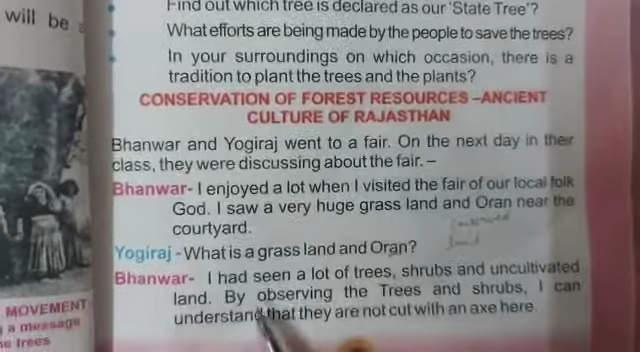 will be
MOVEMENT
a message
trees
Find out which tree is declared as our 'State Tree'?
What efforts are being made by the people to save the trees?
In your surroundings on which occasion, there is a
tradition to plant the trees and the plants?
CONSERVATION OF FOREST RESOURCES –ANCIENT
CULTURE OF RAJASTHAN
Bhanwar and Yogiraj went to a fair. On the next day in their
class, they were discussing about the fair. –
Bhanwar- I enjoyed a lot when I visited the fair of our local folk
God. I saw a very huge grass land and Oran near the
courtyard.
Yogiraj - What is a grass land and Oran?
Bhanwar- I had seen a lot of trees, shrubs and uncultivated
land. By observing the Trees and shrubs, I can
understand that they are not cut with an axe here.